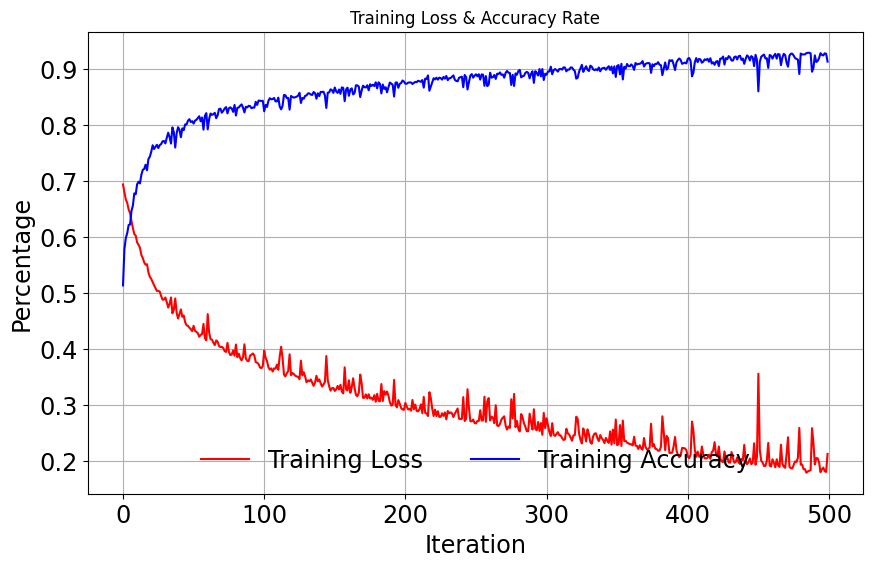 Training Loss & Accuracy Rate
Percentage
0.9
0.8
0.7
0.6
0.5
0.4
0.3
0.2
Training Loss Training Accuracy
0 100 200 300 400 500
Iteration